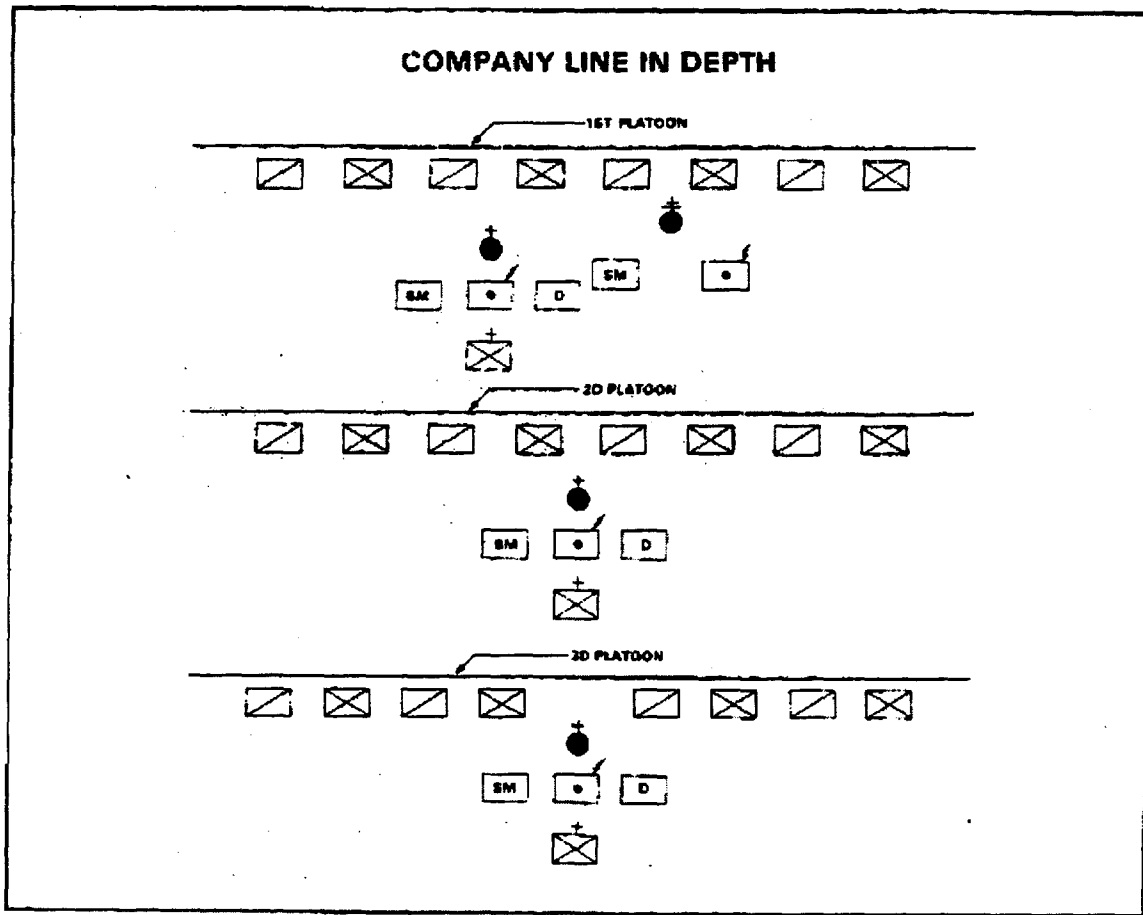 COMPANY LINE IN DEPTH
1ST PLATOON
SM
SM D
2D PLATOON
SM D
3D PLATOON
SM D